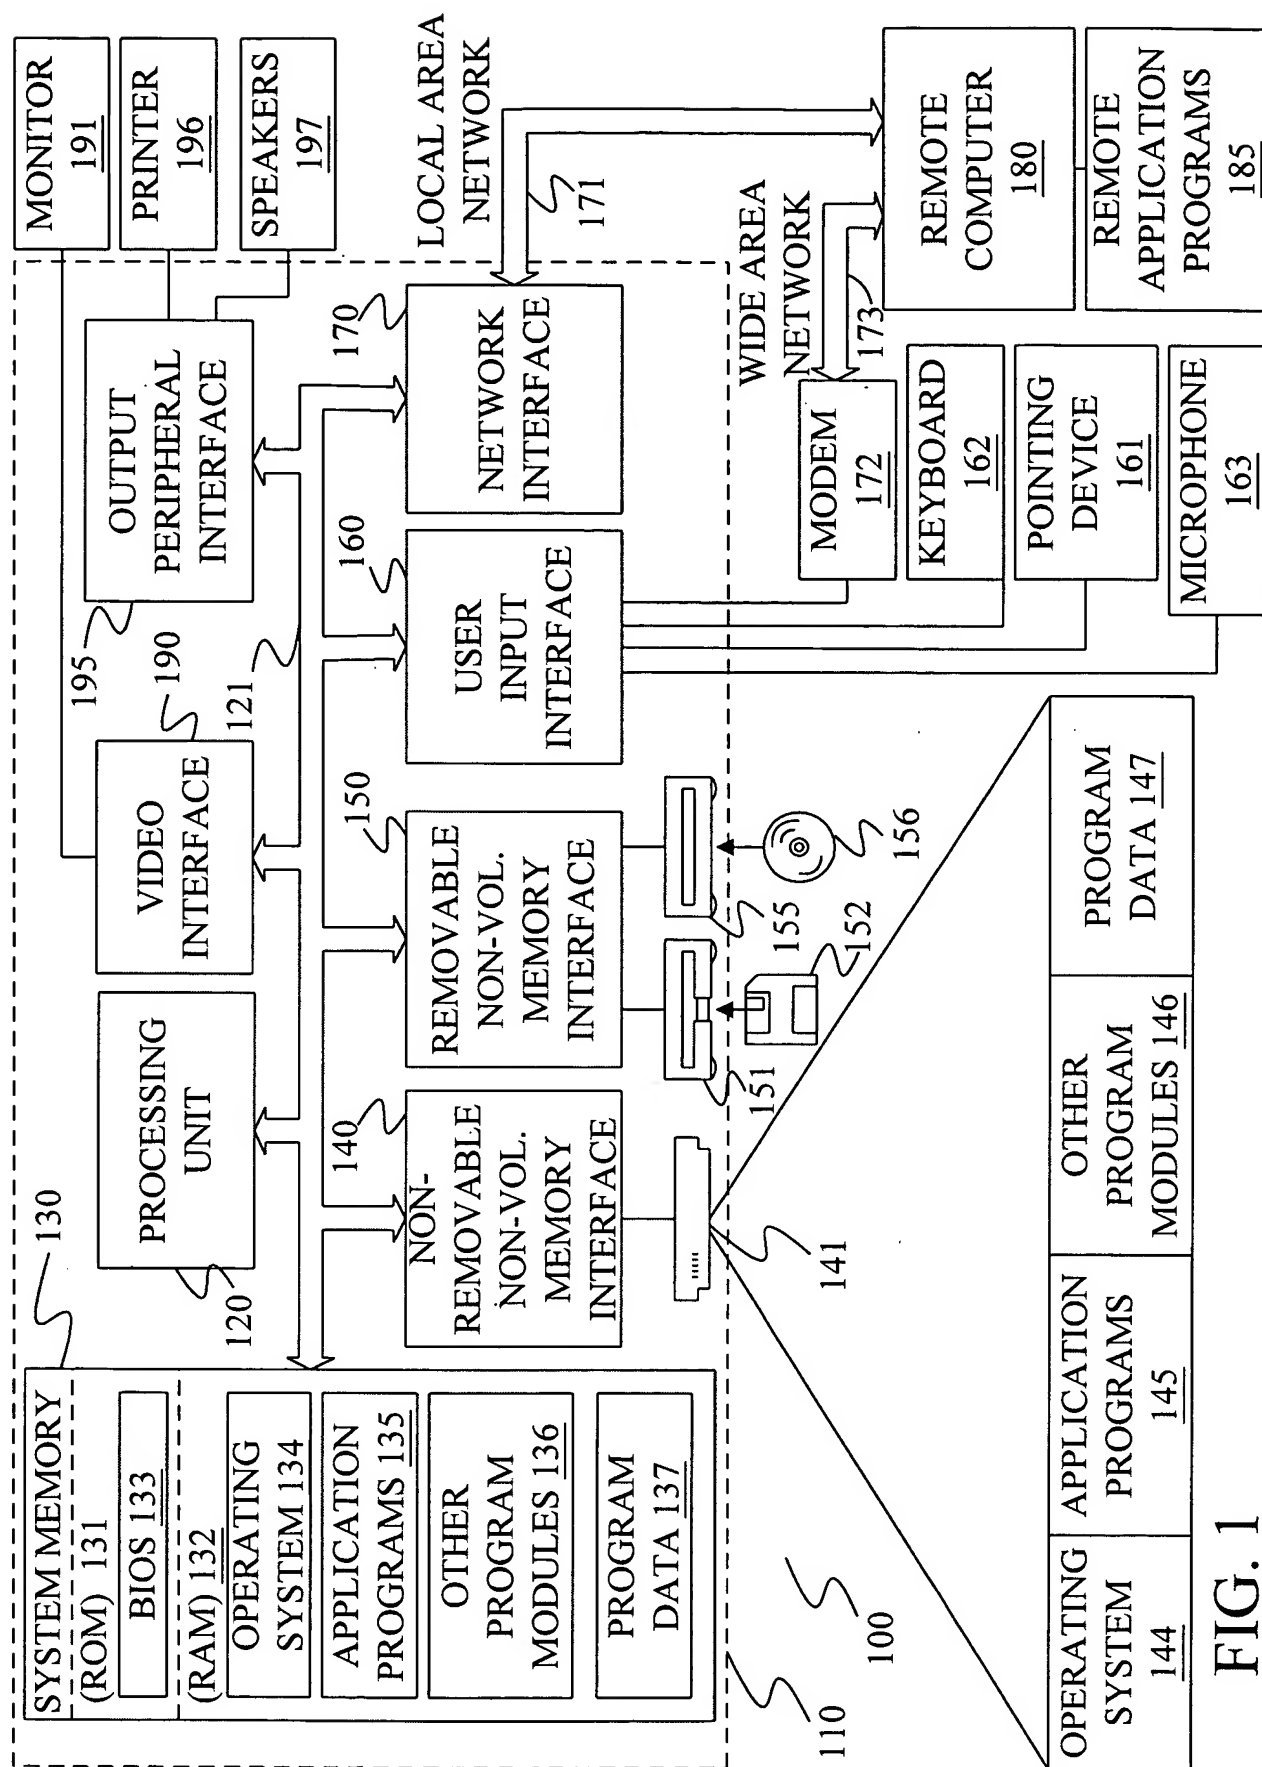 SYSTEM MEMORY
(ROM) 131
BIOS 133
(RAM) 132
OPERATING
SYSTEM 134
APPLICATION
PROGRAMS 135
OTHER
PROGRAM
MODULES 136
PROGRAM
DATA 137
130
PROCESSING
UNIT
120
VIDEO
INTERFACE
190
121
OUTPUT
PERIPHERAL
INTERFACE
195
MONITOR
191
PRINTER
196
SPEAKERS
197
NON-
REMOVABLE
NON-VOL.
MEMORY
INTERFACE
140
REMOVABLE
NON-VOL.
MEMORY
INTERFACE
150
USER
INPUT
INTERFACE
160
NETWORK
INTERFACE
170
LOCAL AREA
NETWORK
171
141
151
152
155
156
WIDE AREA
NETWORK
173
MODEM
172
KEYBOARD
162
POINTING
DEVICE
161
MICROPHONE
163
REMOTE
COMPUTER
180
REMOTE
APPLICATION
PROGRAMS
185
110
100
OPERATING
SYSTEM
144
APPLICATION
PROGRAMS
145
OTHER
PROGRAM
MODULES 146
PROGRAM
DATA 147
FIG. 1